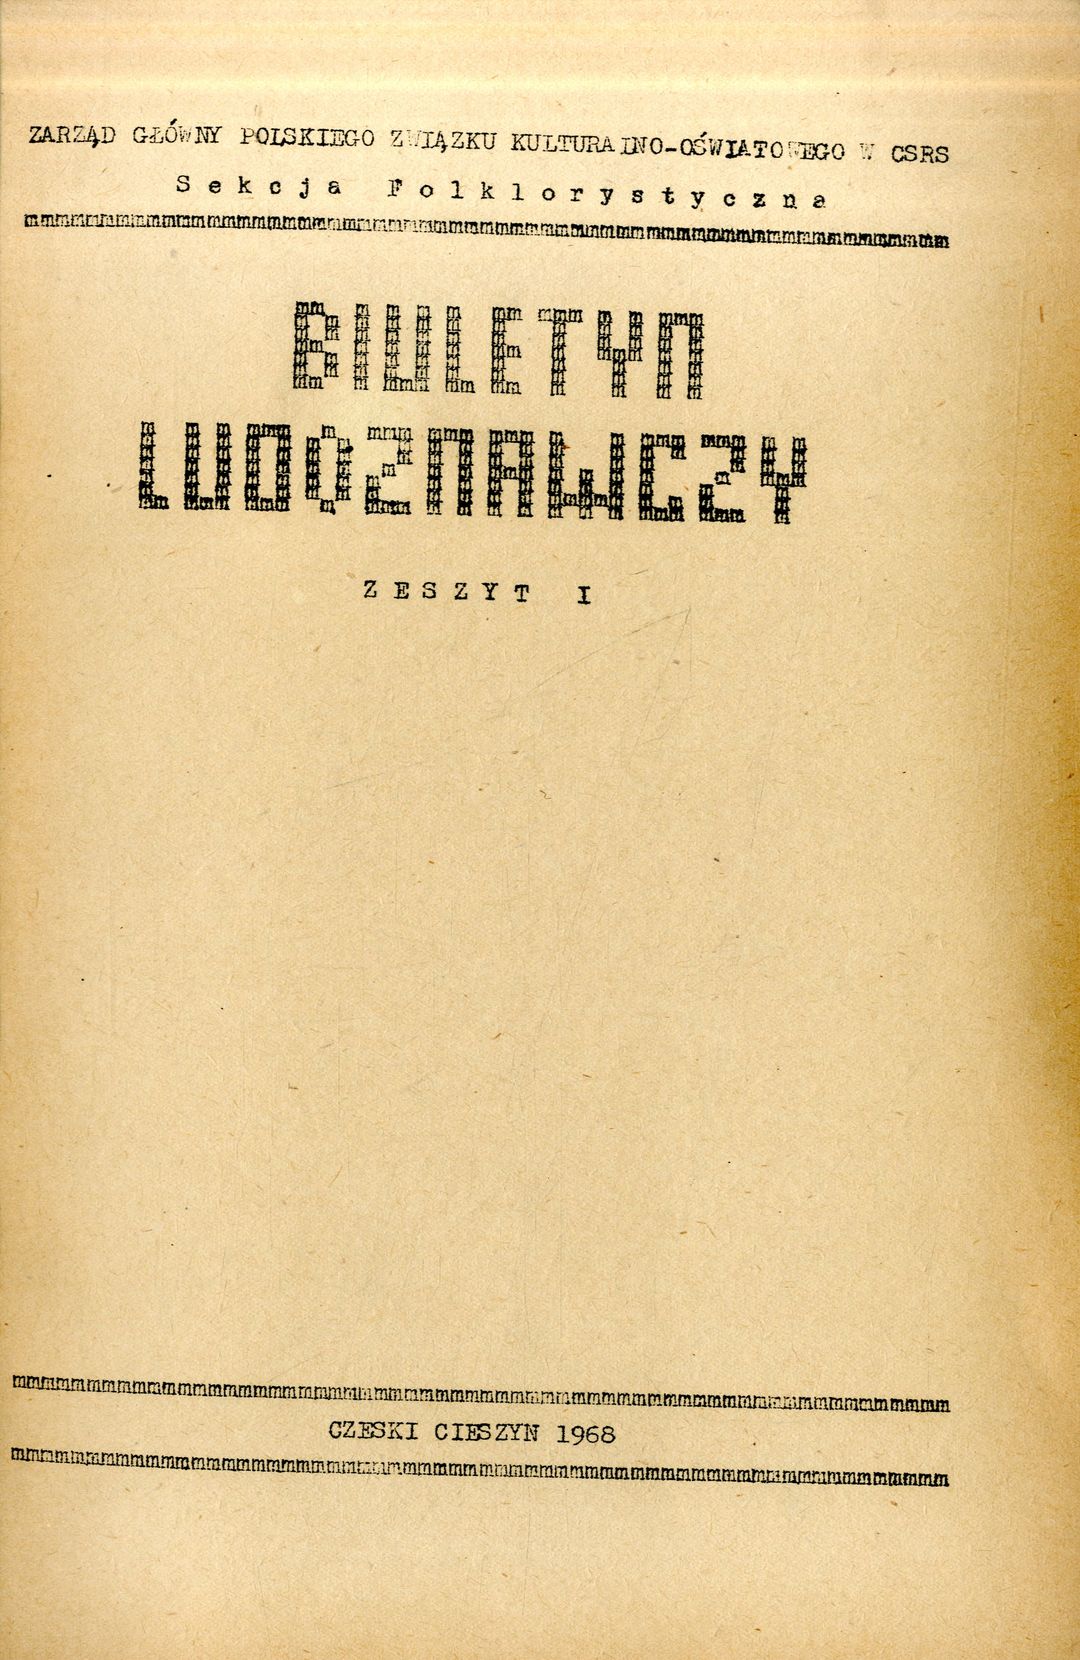 ZARZĄD GŁÓWNY POLSKIEGO ZWIĄZKU KULTURALNO-OŚWIATOWEGO W CSRS
Sekcja Folklorystyczna
BIULETYN
LUDOZNAWCZY
ZESZYT I
CZESKI CIESZYN 1968